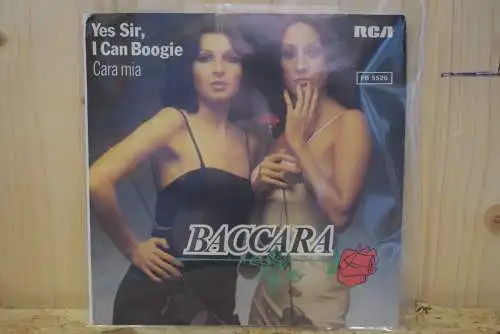 Yes Sir,
I Can Boogie
Cara mia
RCA
PB 5526
BACCARA